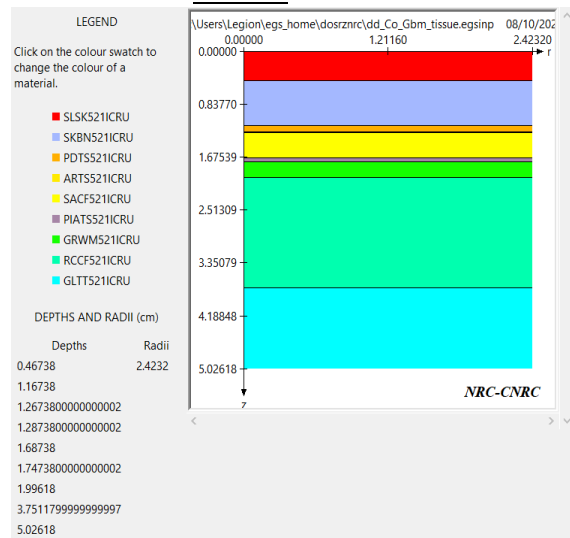 LEGEND
Click on the colour swatch to
change the colour of a
material.
SLSK521ICRU
SKBN521ICRU
PDTS521ICRU
ARTS521ICRU
SACF521ICRU
PIATS521ICRU
GRWM521ICRU
RCCF521ICRU
GLTT521ICRU
DEPTHS AND RADII (cm)
Depths Radii
0.46738 2.4232
1.16738
1.2673800000000002
1.2873800000000002
1.68738
1.7473800000000002
1.99618
3.7511799999999997
5.02618
\Users\Legion\egs_home\dosrznrc\dd_Co_Gbm_tissue.egsinp 08/10/202
0.00000 1.21160 2.42320
0.00000 r
0.83770
1.67539
2.51309
3.35079
4.18848
5.02618
NRC-CNRC
z